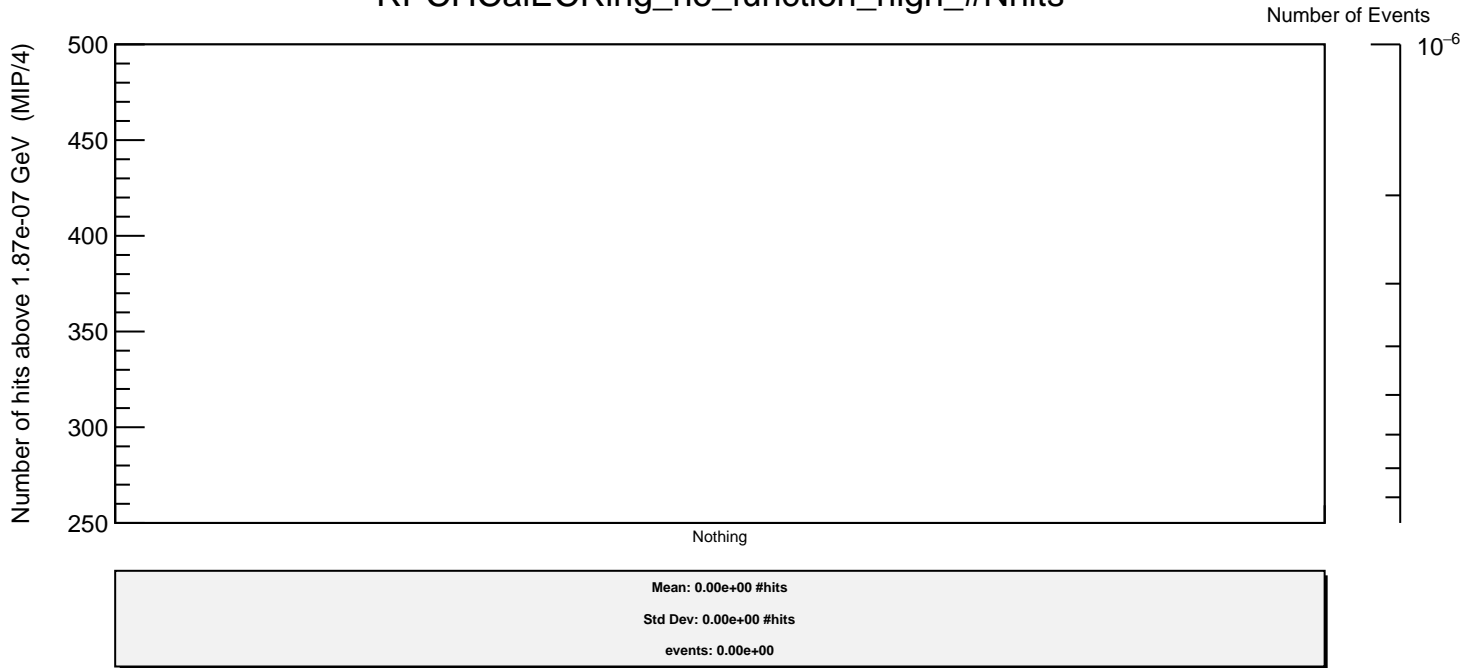 Number of Events
500
450
400
350
300
250
Number of hits above 1.87e-07 GeV (MIP/4)
10⁻⁶
Nothing
Mean: 0.00e+00 #hits
Std Dev: 0.00e+00 #hits
events: 0.00e+00